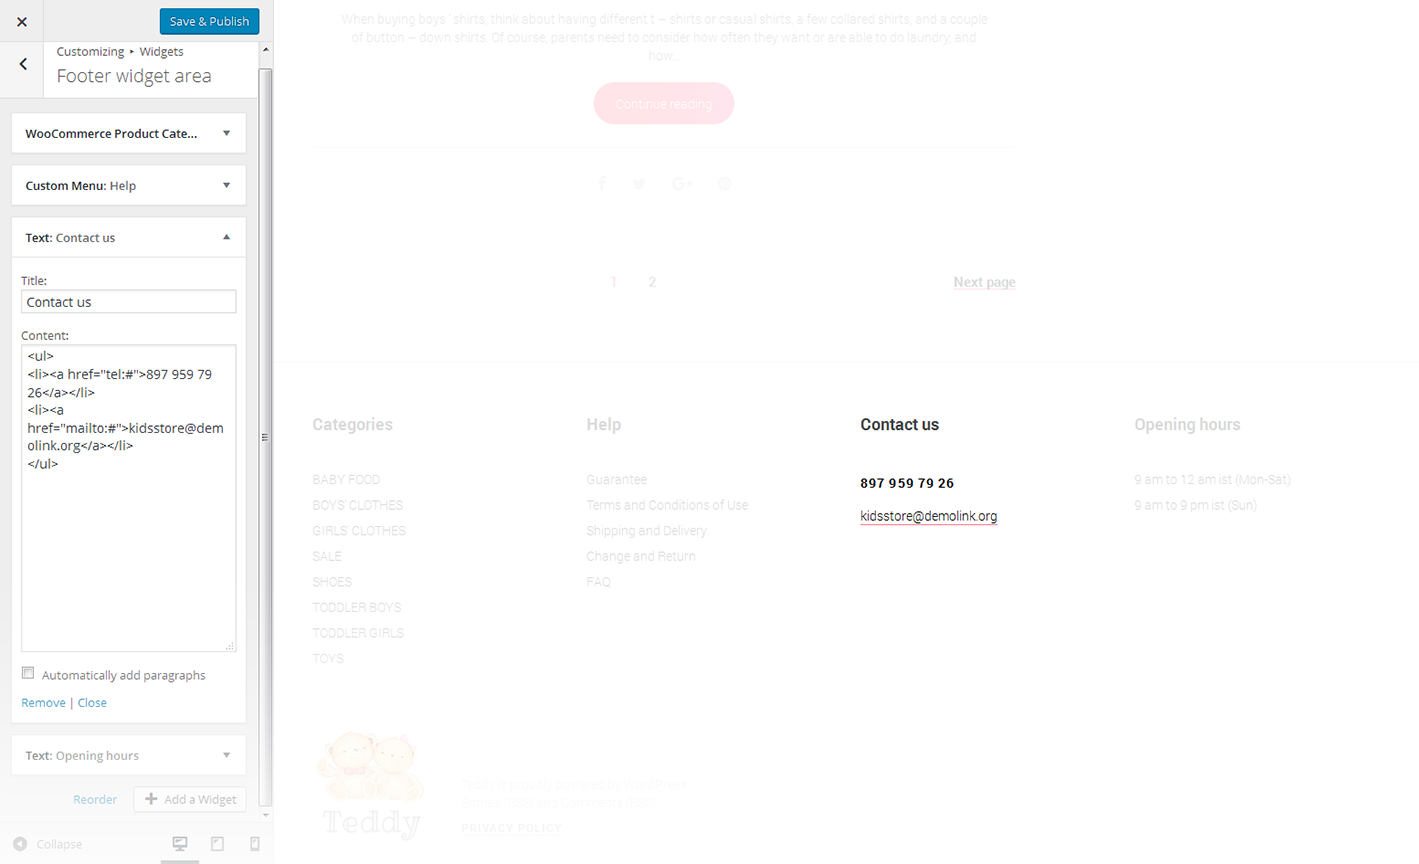 Save & Publish
Customizing ▸ Widgets
Footer widget area
WooCommerce Product Cate...
Custom Menu: Help
Text: Contact us
Title:
Contact us
Content:
<ul>
<li><a href="tel:#">897 959 79
26</a></li>
<li><a
href="mailto:#">kidsstore@dem
olink.org</a></li>
</ul>
Automatically add paragraphs
Remove | Close
Text: Opening hours
Reorder
Add a Widget
Collapse
When buying boys' shirts, think about having different t – shirts or casual shirts, a few collared shirts, and a couple
of button – down shirts. Of course, parents need to consider how often they want or are able to do laundry, and
how...
Continue reading
1 2 Next page
Categories
BABY FOOD
BOYS' CLOTHES
GIRLS' CLOTHES
SALE
SHOES
TODDLER BOYS
TODDLER GIRLS
TOYS
Help
Guarantee
Terms and Conditions of Use
Shipping and Delivery
Change and Return
FAQ
Contact us
897 959 79 26
kidsstore@demolink.org
Opening hours
9 am to 12 am ist (Mon-Sat)
9 am to 9 pm ist (Sun)
Teddy
Teddy is proudly powered by WordPress
Entries (RSS) and Comments (RSS)
PRIVACY POLICY